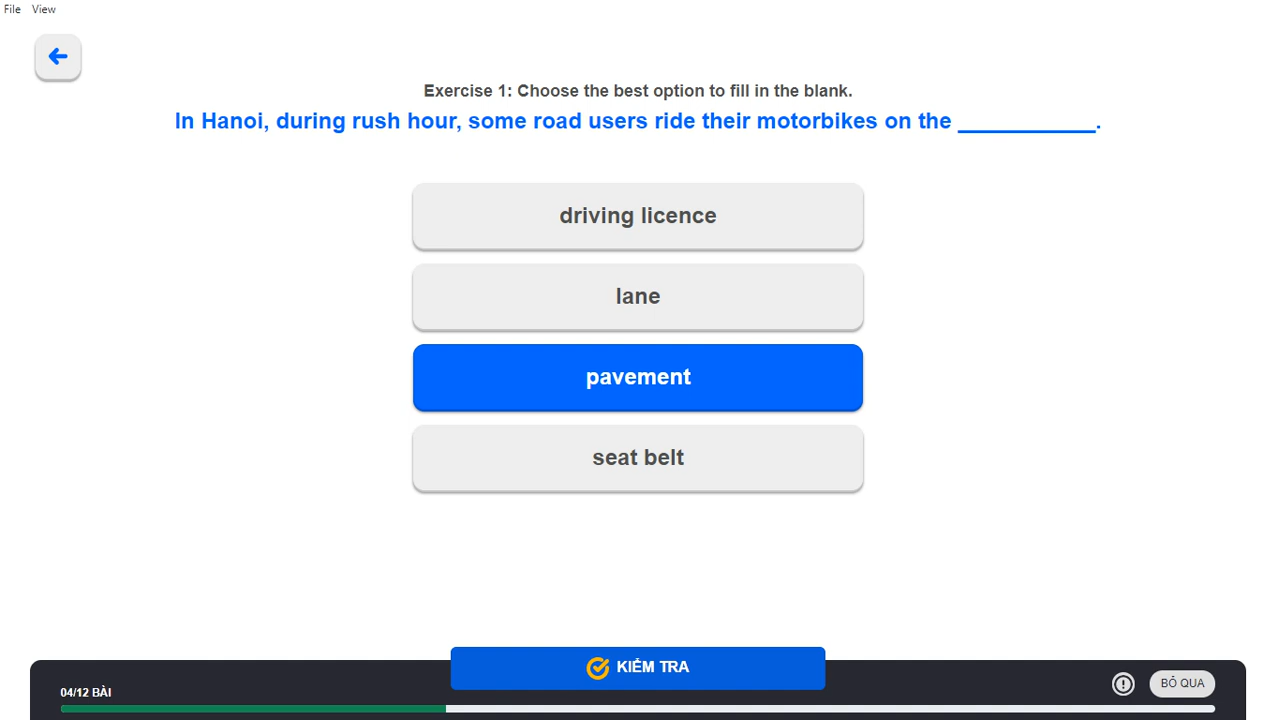 File View
Exercise 1: Choose the best option to fill in the blank.
In Hanoi, during rush hour, some road users ride their motorbikes on the ___________.
driving licence
lane
pavement
seat belt
KIỂM TRA
04/12 BÀI
BỎ QUA